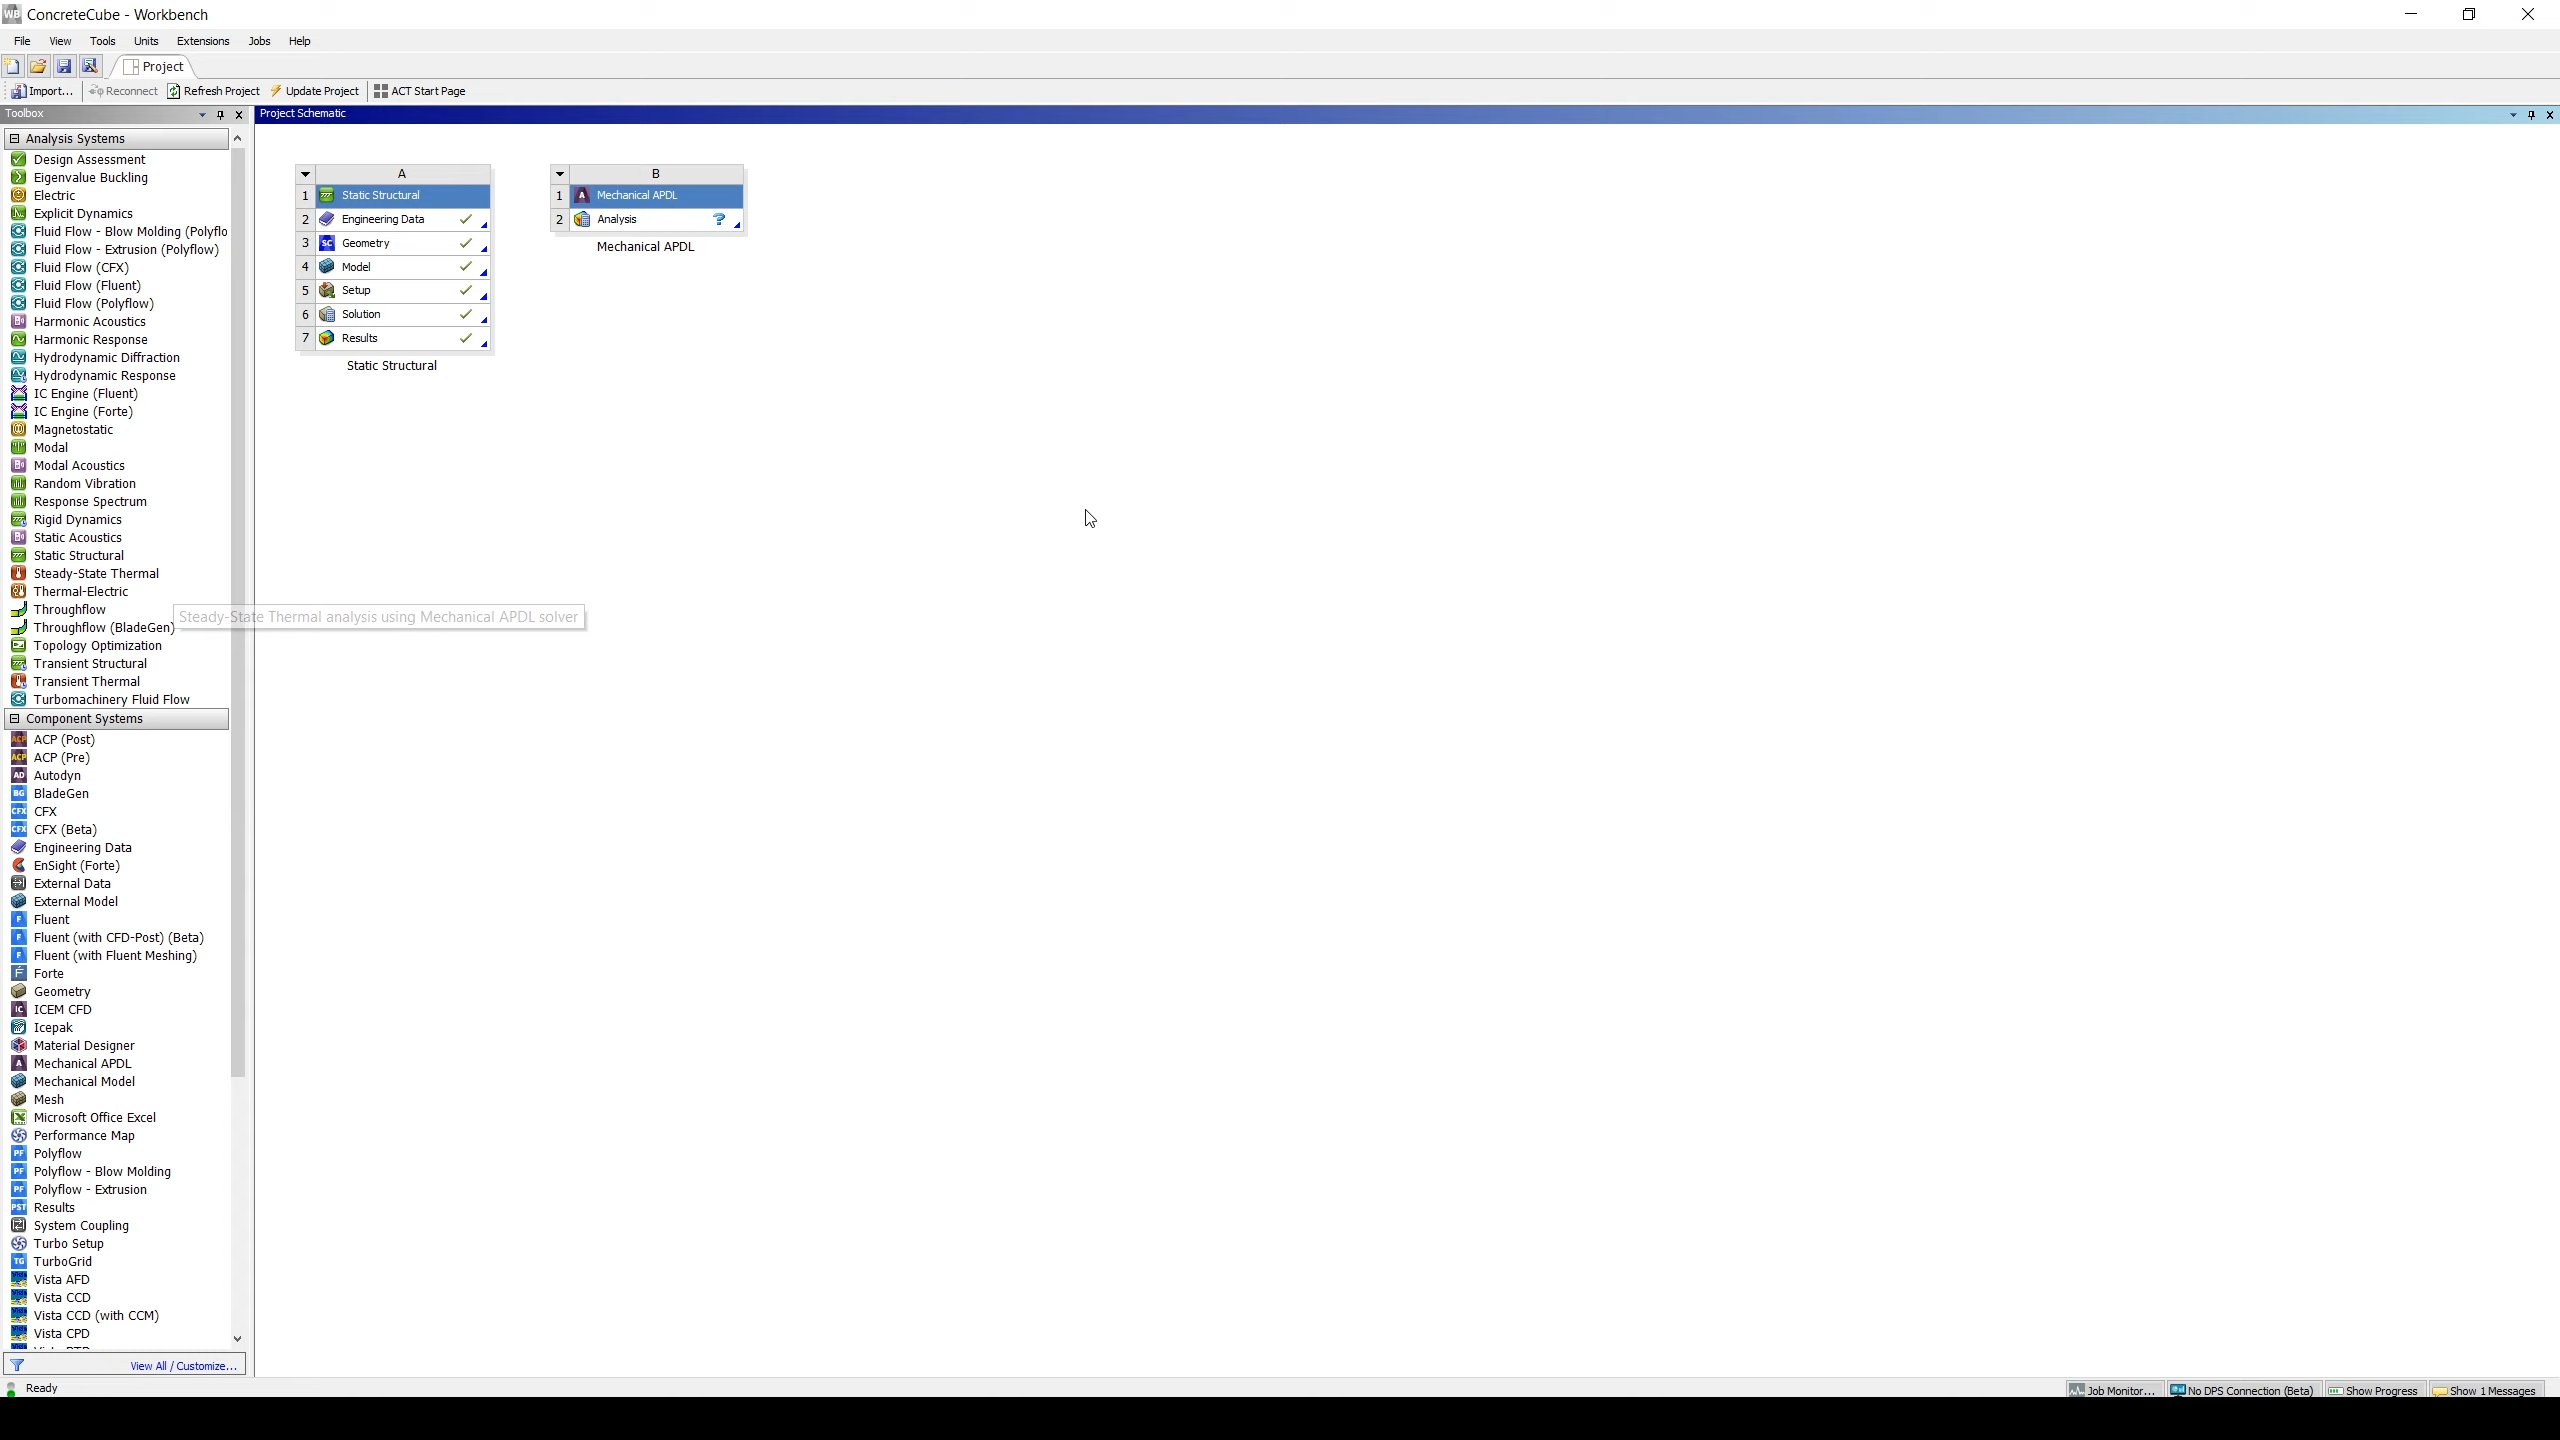 ConcreteCube - Workbench
File View Tools Units Extensions Jobs Help
Project
Import... Reconnect Refresh Project Update Project ACT Start Page
Toolbox
Analysis Systems
Design Assessment
Eigenvalue Buckling
Electric
Explicit Dynamics
Fluid Flow - Blow Molding (Polyflo
Fluid Flow - Extrusion (Polyflow)
Fluid Flow (CFX)
Fluid Flow (Fluent)
Fluid Flow (Polyflow)
Harmonic Acoustics
Harmonic Response
Hydrodynamic Diffraction
Hydrodynamic Response
IC Engine (Fluent)
IC Engine (Forte)
Magnetostatic
Modal
Modal Acoustics
Random Vibration
Response Spectrum
Rigid Dynamics
Static Acoustics
Static Structural
Steady-State Thermal
Thermal-Electric
Throughflow
Throughflow (BladeGen)
Topology Optimization
Transient Structural
Transient Thermal
Turbomachinery Fluid Flow
Component Systems
ACP (Post)
ACP (Pre)
Autodyn
BladeGen
CFX
CFX (Beta)
Engineering Data
EnSight (Forte)
External Data
External Model
Fluent
Fluent (with CFD-Post) (Beta)
Fluent (with Fluent Meshing)
Forte
Geometry
ICEM CFD
Icepak
Material Designer
Mechanical APDL
Mechanical Model
Mesh
Microsoft Office Excel
Performance Map
Polyflow
Polyflow - Blow Molding
Polyflow - Extrusion
Results
System Coupling
Turbo Setup
TurboGrid
Vista AFD
Vista CCD
Vista CCD (with CCM)
Vista CPD
View All / Customize...
Project Schematic
A
1 Static Structural
2 Engineering Data
3 Geometry
4 Model
5 Setup
6 Solution
7 Results
Static Structural
B
1 Mechanical APDL
2 Analysis ?
Mechanical APDL
Steady-State Thermal analysis using Mechanical APDL solver
Ready
Job Monitor... No DPS Connection (Beta) Show Progress Show 1 Messages